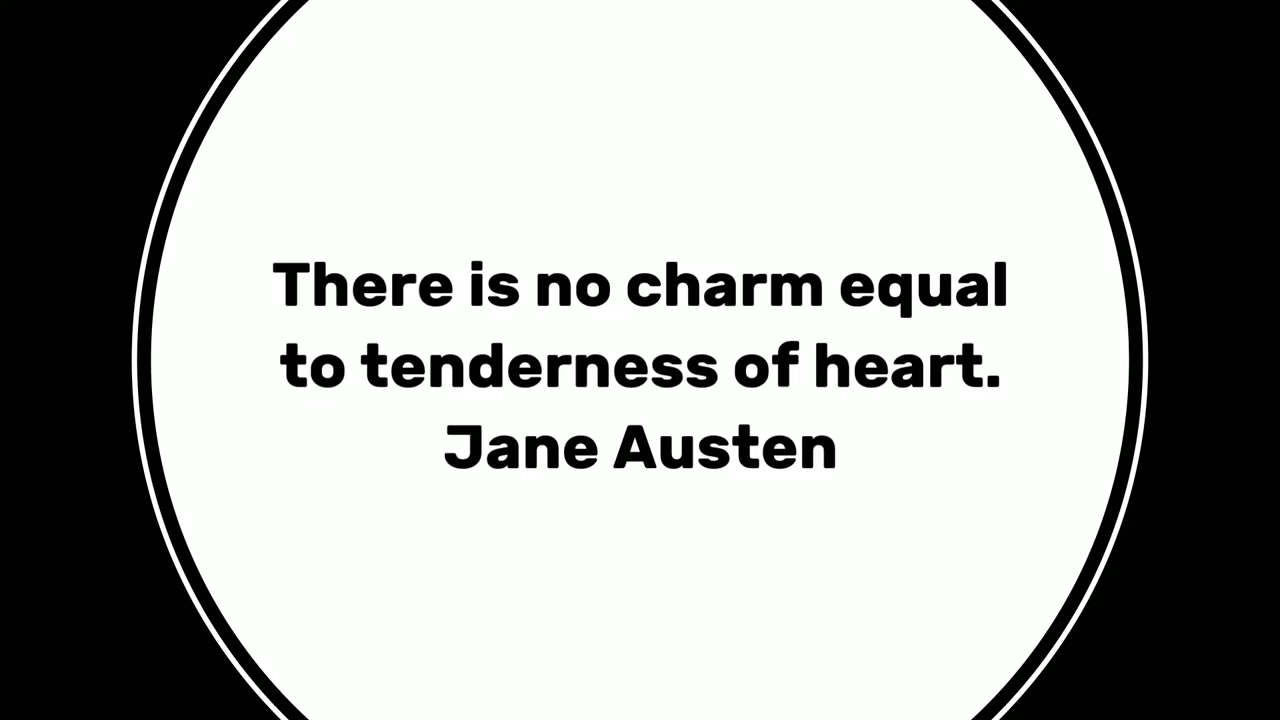 There is no charm equal
to tenderness of heart.
Jane Austen